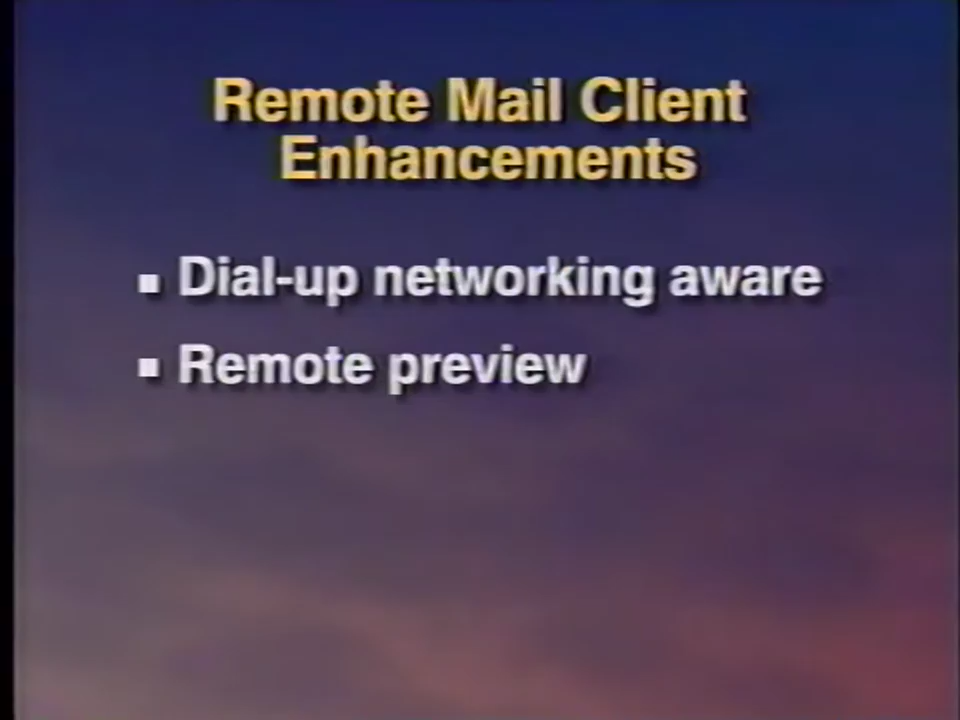 Remote Mail Client
Enhancements
▪ Dial-up networking aware
▪ Remote preview